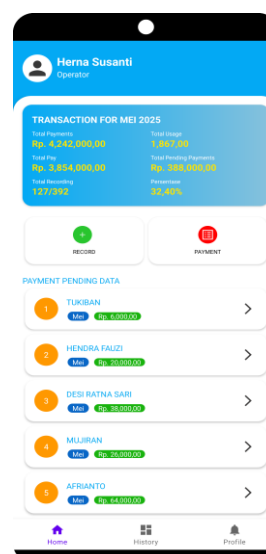 Herna Susanti
Operator
TRANSACTION FOR MEI 2025
Total Payments Total Usage
Rp. 4,242,000,00 1,867,00
Total Pay Total Pending Payments
Rp. 3,854,000,00 Rp. 388,000,00
Total Recording Persentase
127/392 32,40%
RECORD PAYMENT
PAYMENT PENDING DATA
1 TUKIBAN
Mei Rp. 6,000,00
2 HENDRA FAUZI
Mei Rp. 20,000,00
3 DESI RATNA SARI
Mei Rp. 38,000,00
4 MUJIRAN
Mei Rp. 26,000,00
5 AFRIANTO
Mei Rp. 64,000,00
Home History Profile